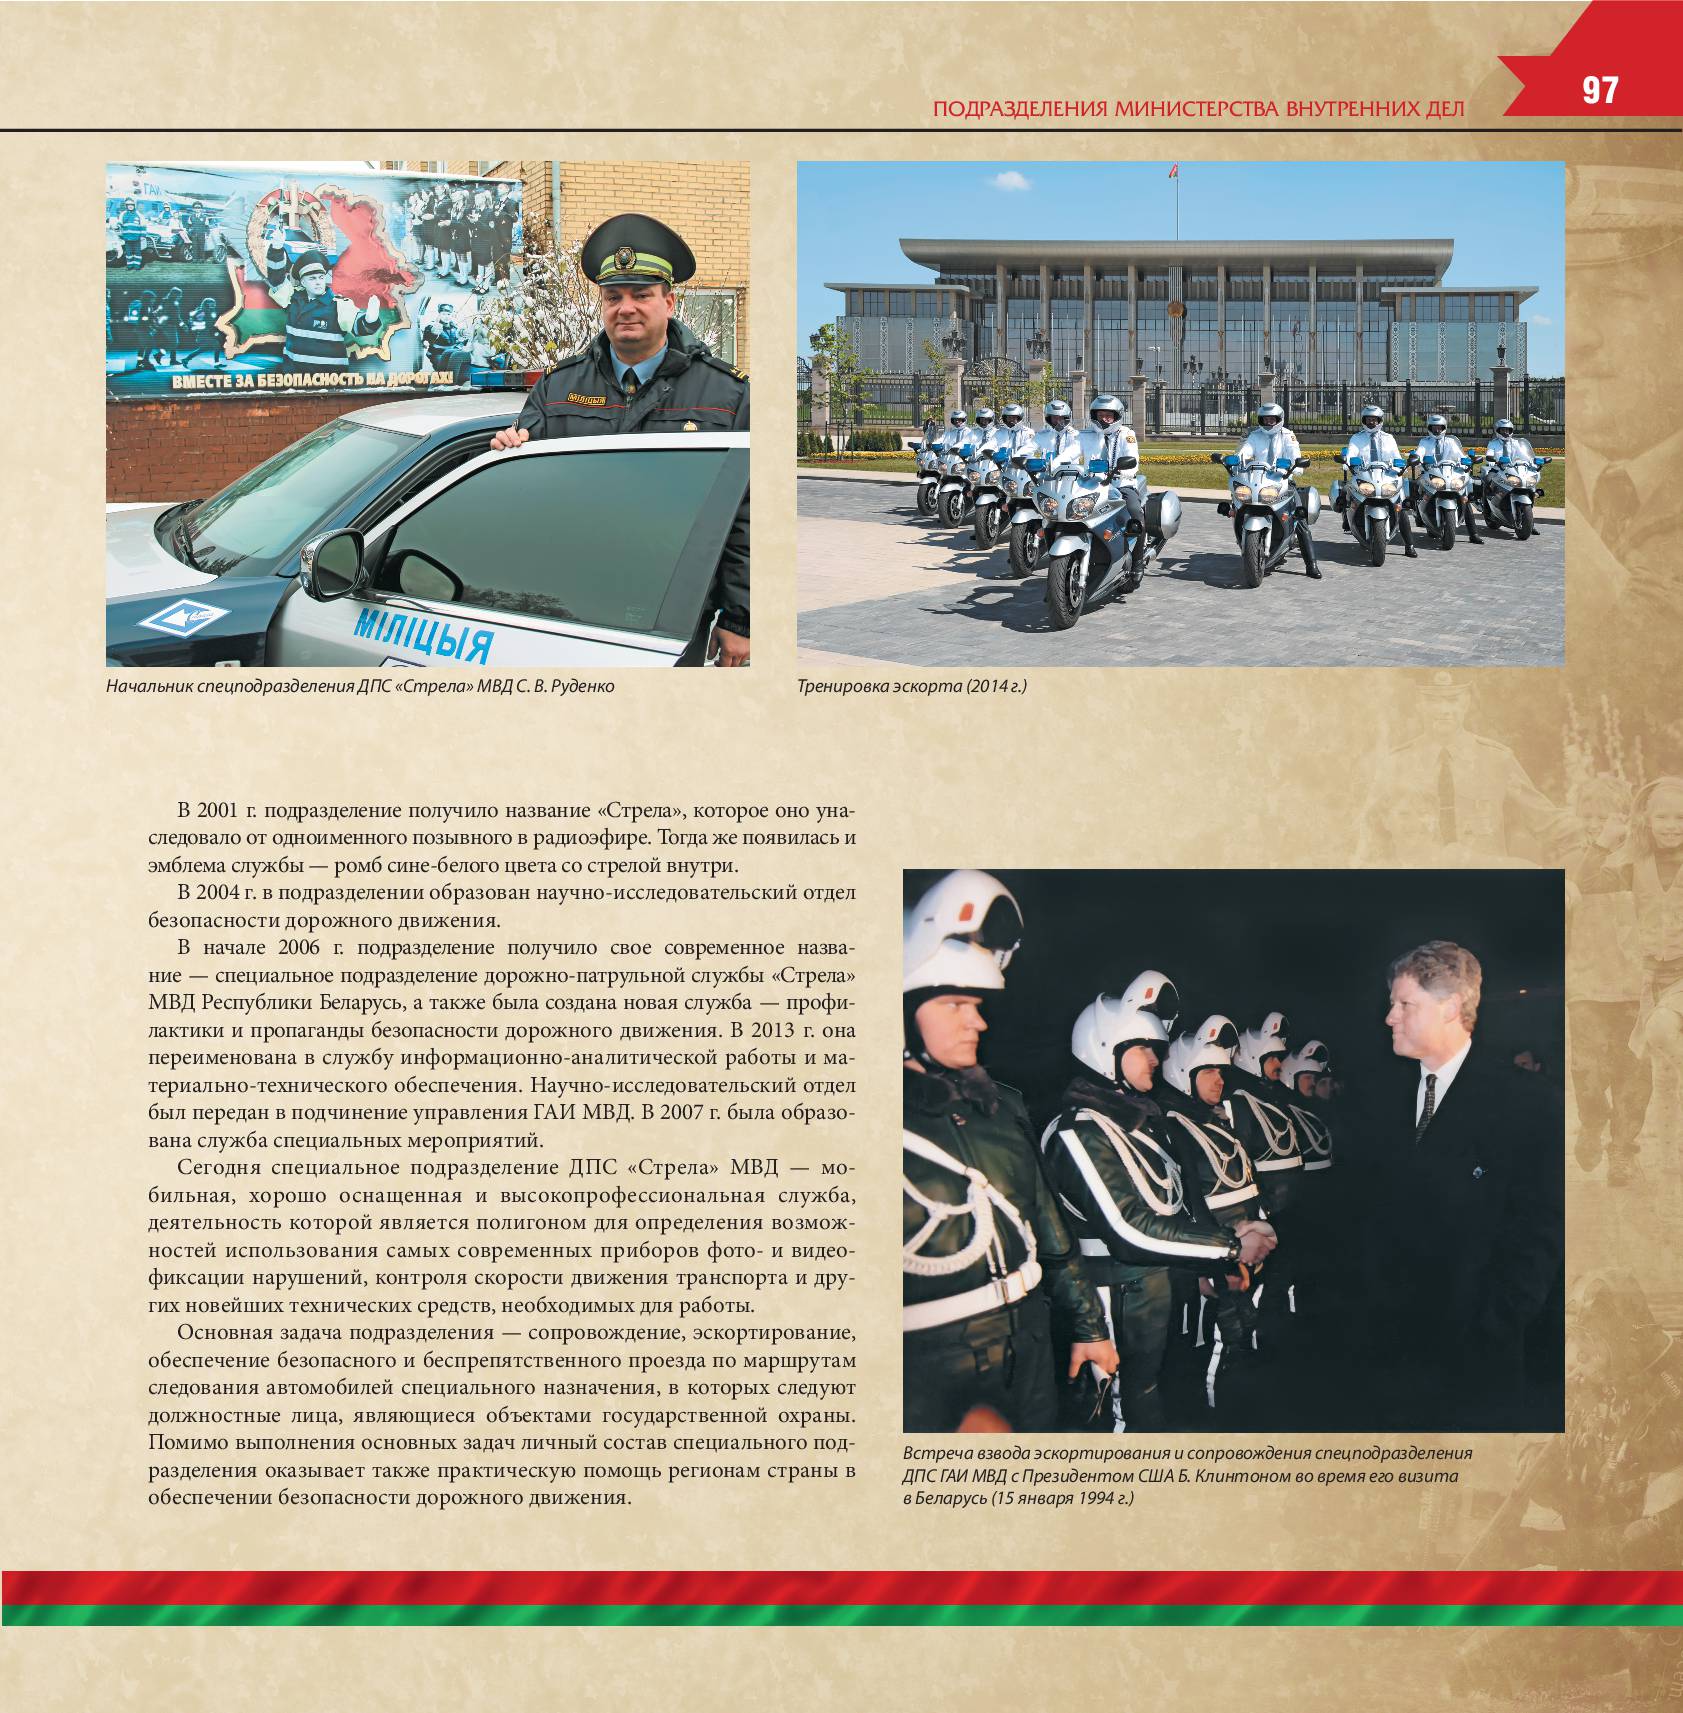 97
ПОДРАЗДЕЛЕНИЯ МИНИСТЕРСТВА ВНУТРЕННИХ ДЕЛ
ГАИ
ВМЕСТЕ ЗА БЕЗОПАСНОСТЬ НА ДОРОГАХ!
МІЛІЦЫЯ
МІЛІЦЫЯ
Начальник спецподразделения ДПС «Стрела» МВД С. В. Руденко
Тренировка эскорта (2014 г.)
В 2001 г. подразделение получило название «Стрела», которое оно уна-
следовало от одноименного позывного в радиоэфире. Тогда же появилась и
эмблема службы — ромб сине-белого цвета со стрелой внутри.
В 2004 г. в подразделении образован научно-исследовательский отдел
безопасности дорожного движения.
В начале 2006 г. подразделение получило свое современное назва-
ние — специальное подразделение дорожно-патрульной службы «Стрела»
МВД Республики Беларусь, а также была создана новая служба — профи-
лактики и пропаганды безопасности дорожного движения. В 2013 г. она
переименована в службу информационно-аналитической работы и ма-
териально-технического обеспечения. Научно-исследовательский отдел
был передан в подчинение управления ГАИ МВД. В 2007 г. была образо-
вана служба специальных мероприятий.
Сегодня специальное подразделение ДПС «Стрела» МВД — мо-
бильная, хорошо оснащенная и высокопрофессиональная служба,
деятельность которой является полигоном для определения возмож-
ностей использования самых современных приборов фото- и видео-
фиксации нарушений, контроля скорости движения транспорта и дру-
гих новейших технических средств, необходимых для работы.
Основная задача подразделения — сопровождение, эскортирование,
обеспечение безопасного и беспрепятственного проезда по маршрутам
следования автомобилей специального назначения, в которых следуют
должностные лица, являющиеся объектами государственной охраны.
Помимо выполнения основных задач личный состав специального под-
разделения оказывает также практическую помощь регионам страны в
обеспечении безопасности дорожного движения.
Встреча взвода эскортирования и сопровождения спецподразделения
ДПС ГАИ МВД с Президентом США Б. Клинтоном во время его визита
в Беларусь (15 января 1994 г.)